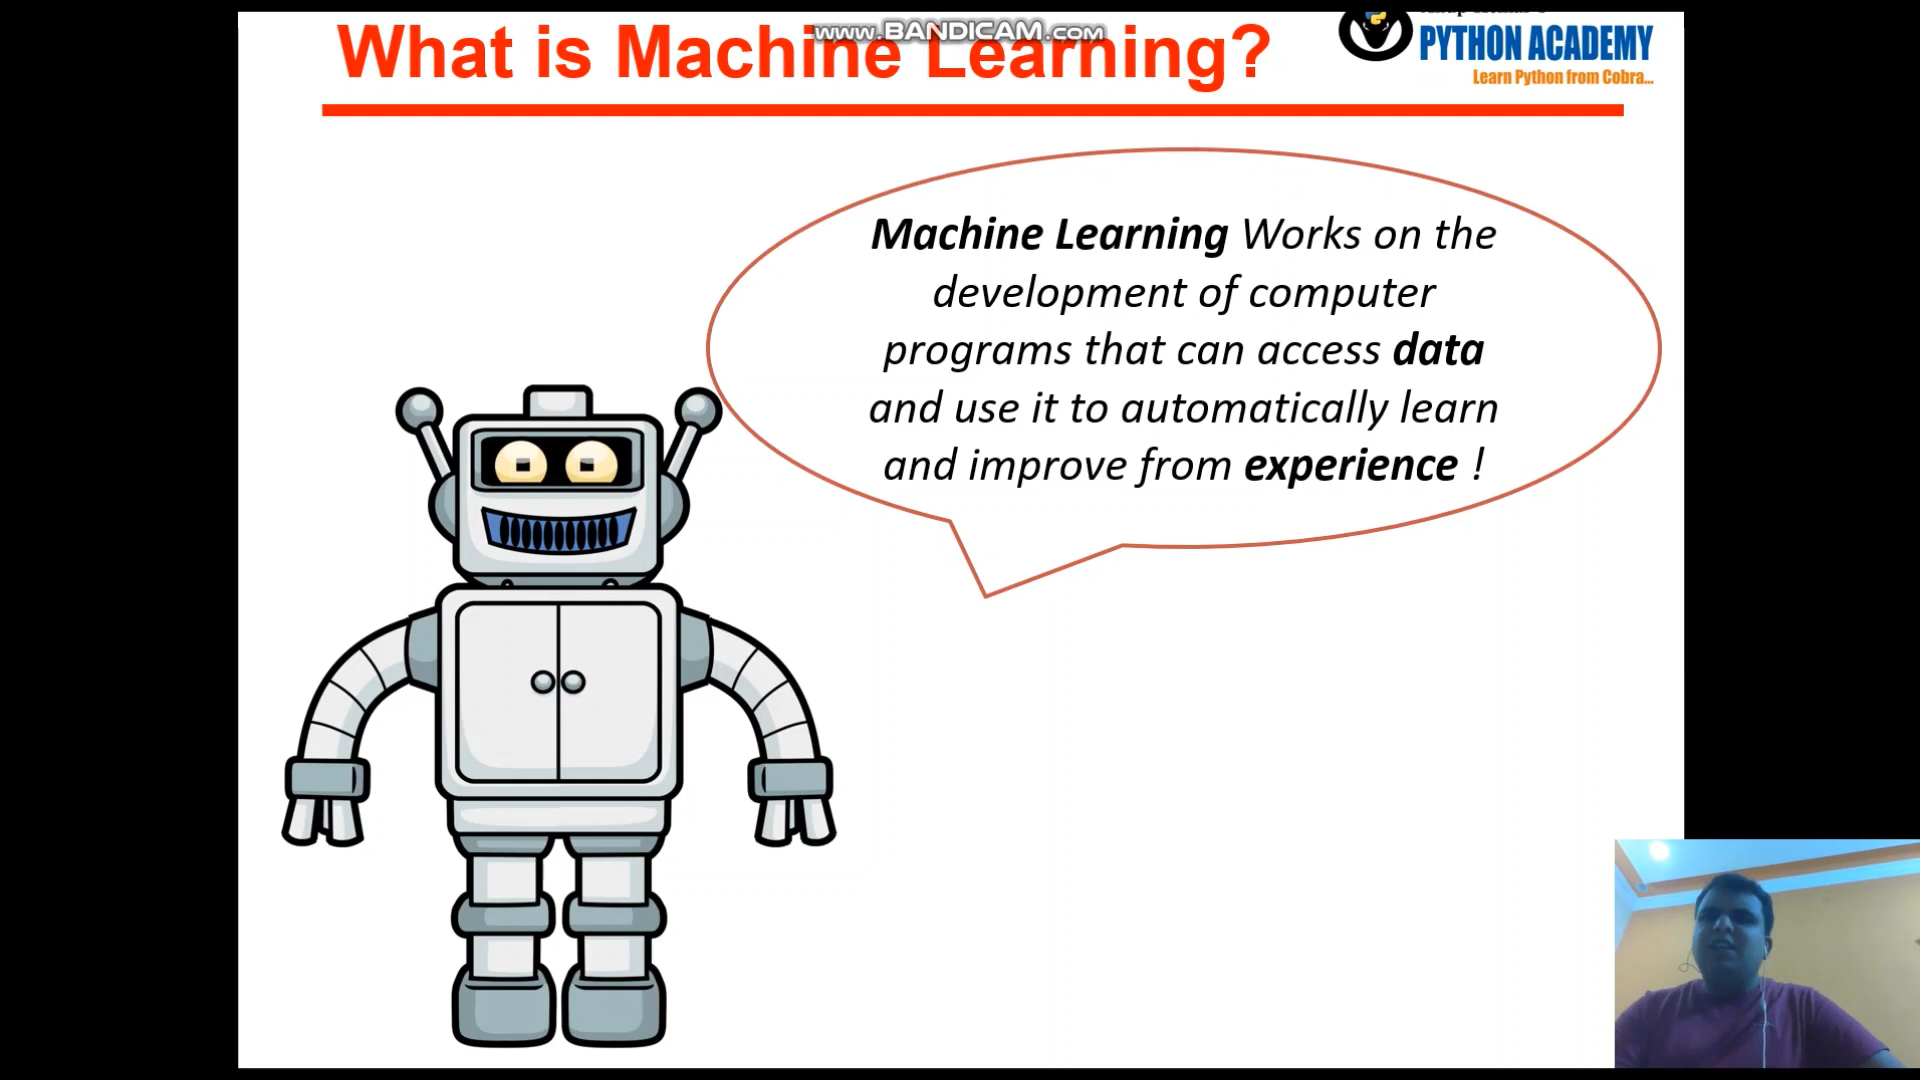 www.BANDICAM.com
What is Machine Learning?
PYTHON ACADEMY
Learn Python from Cobra...
Machine Learning Works on the
development of computer
programs that can access data
and use it to automatically learn
and improve from experience !